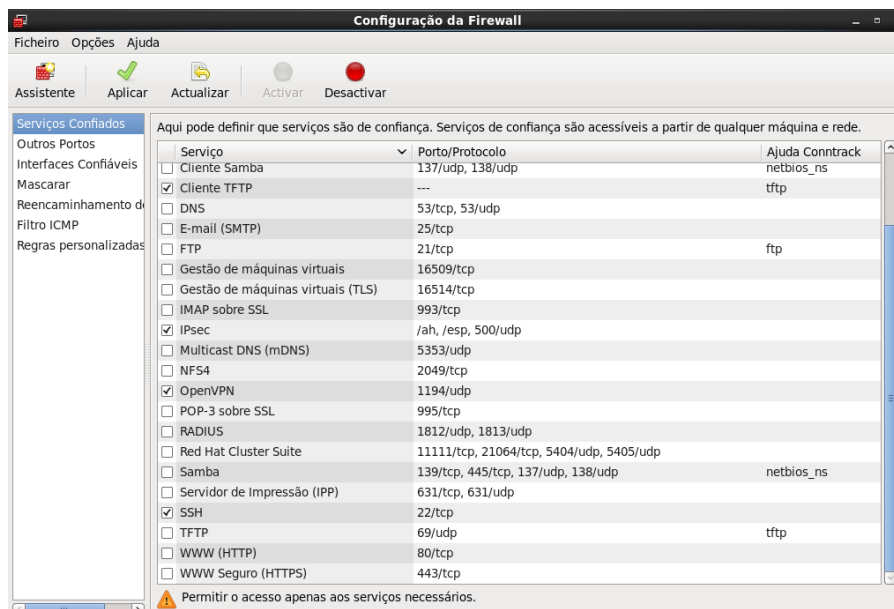 Configuração da Firewall
Ficheiro Opções Ajuda
Assistente Aplicar Actualizar Activar Desactivar
Serviços Confiados
Outros Portos
Interfaces Confiáveis
Mascarar
Reencaminhamento d
Filtro ICMP
Regras personalizadas
Aqui pode definir que serviços são de confiança. Serviços de confiança são acessíveis a partir de qualquer máquina e rede.
Serviço Porto/Protocolo Ajuda Conntrack
Cliente Samba 137/udp, 138/udp netbios_ns
Cliente TFTP --- tftp
DNS 53/tcp, 53/udp
E-mail (SMTP) 25/tcp
FTP 21/tcp ftp
Gestão de máquinas virtuais 16509/tcp
Gestão de máquinas virtuais (TLS) 16514/tcp
IMAP sobre SSL 993/tcp
IPsec /ah, /esp, 500/udp
Multicast DNS (mDNS) 5353/udp
NFS4 2049/tcp
OpenVPN 1194/udp
POP-3 sobre SSL 995/tcp
RADIUS 1812/udp, 1813/udp
Red Hat Cluster Suite 11111/tcp, 21064/tcp, 5404/udp, 5405/udp
Samba 139/tcp, 445/tcp, 137/udp, 138/udp netbios_ns
Servidor de Impressão (IPP) 631/tcp, 631/udp
SSH 22/tcp
TFTP 69/udp tftp
WWW (HTTP) 80/tcp
WWW Seguro (HTTPS) 443/tcp
Permitir o acesso apenas aos serviços necessários.